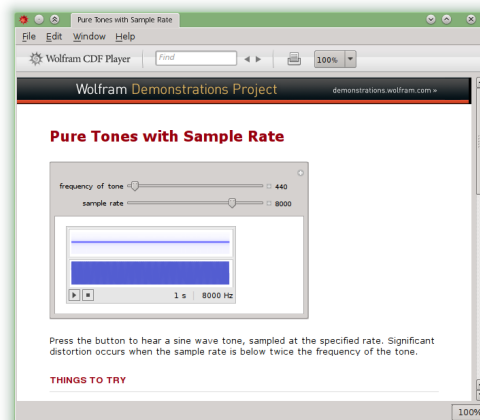 Pure Tones with Sample Rate
File Edit Window Help
Wolfram CDF Player Find 100%
Wolfram Demonstrations Project demonstrations.wolfram.com »
Pure Tones with Sample Rate
frequency of tone 440
sample rate 8000
1 s 8000 Hz
Press the button to hear a sine wave tone, sampled at the specified rate. Significant
distortion occurs when the sample rate is below twice the frequency of the tone.
THINGS TO TRY
100%